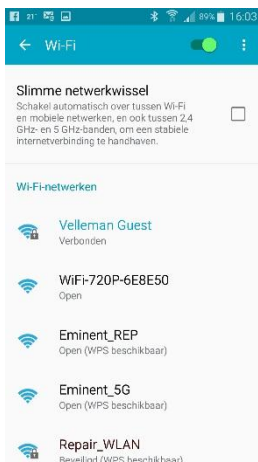 21° 89% 16:03
Wi-Fi
Slimme netwerkwissel
Schakel automatisch over tussen Wi-Fi
en mobiele netwerken, en ook tussen 2,4
GHz- en 5 GHz-banden, om een stabiele
internetverbinding te handhaven.
Wi-Fi-netwerken
Velleman Guest
Verbonden
WiFi-720P-6E8E50
Open
Eminent_REP
Open (WPS beschikbaar)
Eminent_5G
Open (WPS beschikbaar)
Repair_WLAN
Beveiligd (WPS beschikbaar)